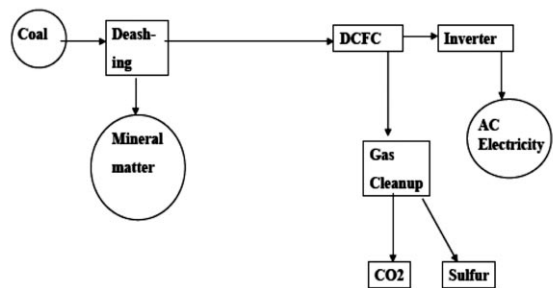 Coal
Deash-
ing
DCFC
Inverter
Mineral
matter
AC
Electricity
Gas
Cleanup
CO2
Sulfur